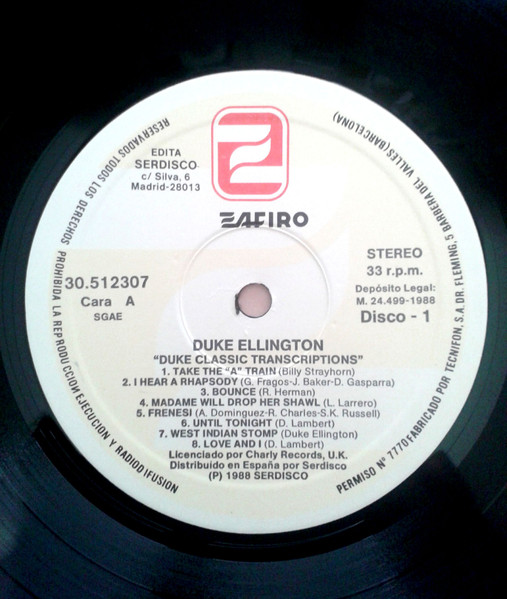 EDITA
SERDISCO
c/ Silva, 6
Madrid-28013
ZAFIRO
30.512307
Cara A
SGAE
STEREO
33 r.p.m.
Depósito Legal:
M. 24.499-1988
Disco - 1
DUKE ELLINGTON
"DUKE CLASSIC TRANSCRIPTIONS"
1. TAKE THE "A" TRAIN (Billy Strayhorn)
2. I HEAR A RHAPSODY (G. Fragos-J. Baker-D. Gasparra)
3. BOUNCE (R. Herman)
4. MADAME WILL DROP HER SHAWL (L. Larrero)
5. FRENESI (A. Dominguez-R. Charles-S.K. Russell)
6. UNTIL TONIGHT (D. Lambert)
7. WEST INDIAN STOMP (Duke Ellington)
8. LOVE AND I (D. Lambert)
Licenciado por Charly Records, U.K.
Distribuido en España por Serdisco
(P) 1988 SERDISCO
RESERVADOS TODOS LOS DERECHOS PROHIBIDA LA REPRODUCCION EJECUCION Y RADIODIFUSION
PERMISO Nº 7770 FABRICADO POR TECNIFON, S.A. DR. FLEMING, 5 BARBERA DEL VALLES (BARCELONA)